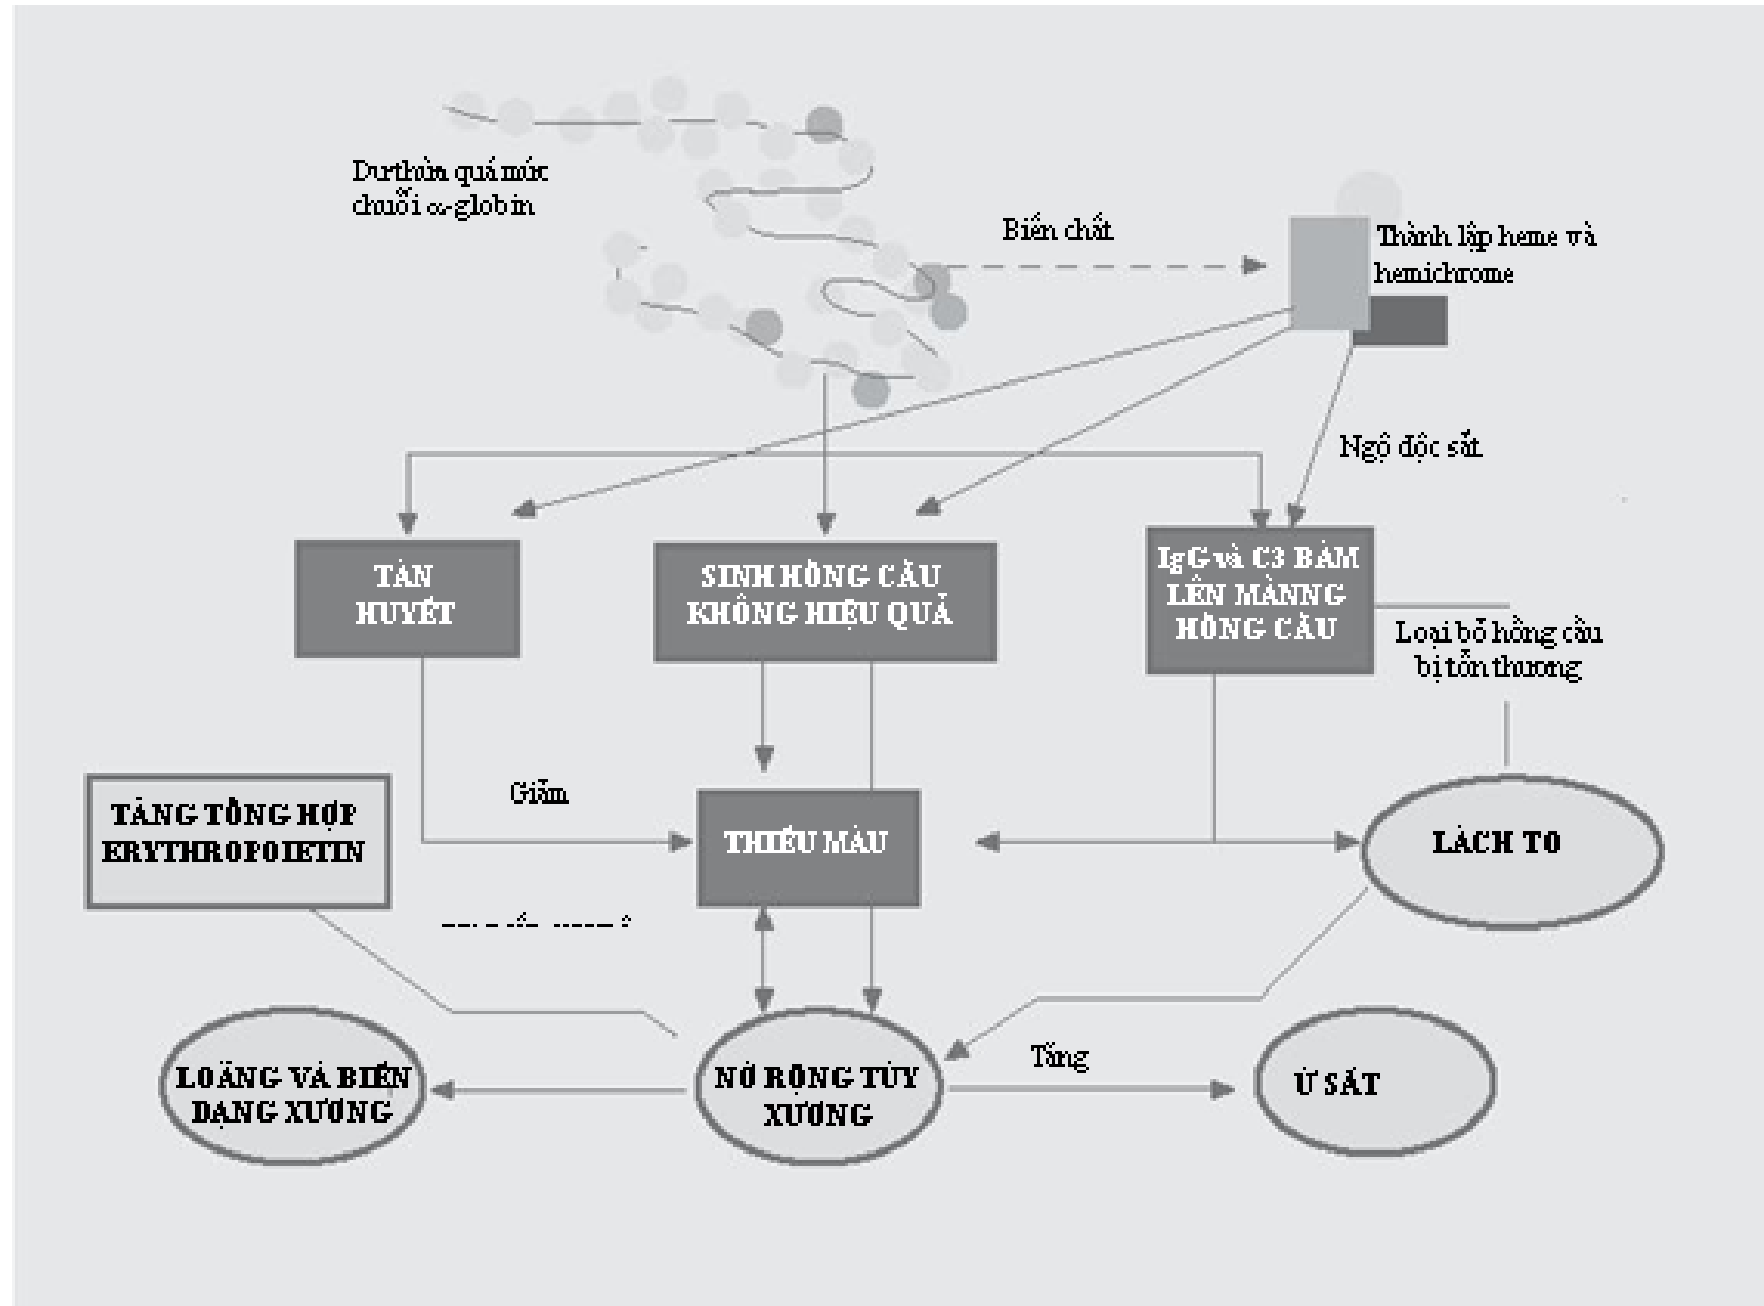 Dư thừa quá mức
chuỗi α-globin
Biến chất
Thành lập heme và
hemichrome
Ngộ độc sắt
TÁN
HUYẾT
SINH HỒNG CẦU
KHÔNG HIỆU QUẢ
IgG và C3 BÁM
LÊN MÀNNG
HỒNG CẦU
Loại bỏ hồng cầu
bị tổn thương
Giảm
TĂNG TỔNG HỢP
ERYTHROPOIETIN
THIẾU MÁU
LÁCH TO
LOÃNG VÀ BIẾN
DẠNG XƯƠNG
NỞ RỘNG TỦY
XƯƠNG
Tăng
Ứ SẮT